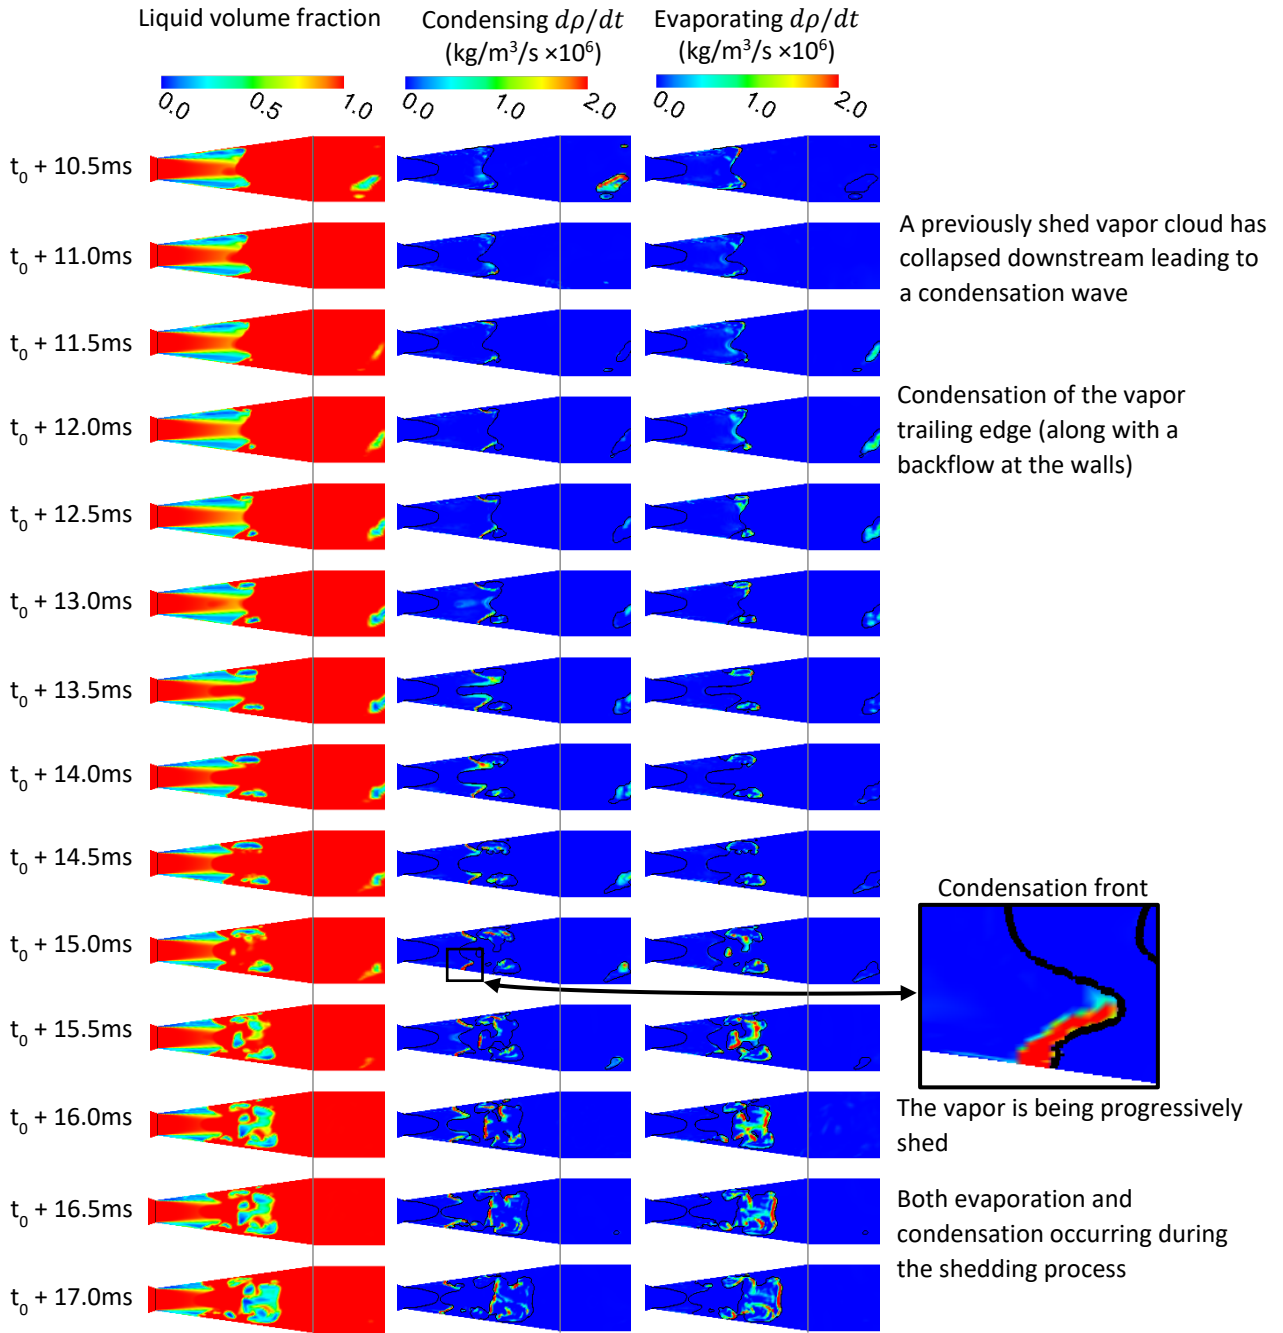 Liquid volume fraction
Condensing dρ/dt
(kg/m³/s ×10⁶)
Evaporating dρ/dt
(kg/m³/s ×10⁶)
0.0 0.5 1.0
0.0 1.0 2.0
0.0 1.0 2.0
t₀ + 10.5ms
t₀ + 11.0ms
A previously shed vapor cloud has
collapsed downstream leading to
a condensation wave
t₀ + 11.5ms
t₀ + 12.0ms
Condensation of the vapor
trailing edge (along with a
backflow at the walls)
t₀ + 12.5ms
t₀ + 13.0ms
t₀ + 13.5ms
t₀ + 14.0ms
t₀ + 14.5ms
t₀ + 15.0ms
Condensation front
t₀ + 15.5ms
t₀ + 16.0ms
The vapor is being progressively
shed
t₀ + 16.5ms
Both evaporation and
condensation occurring during
the shedding process
t₀ + 17.0ms